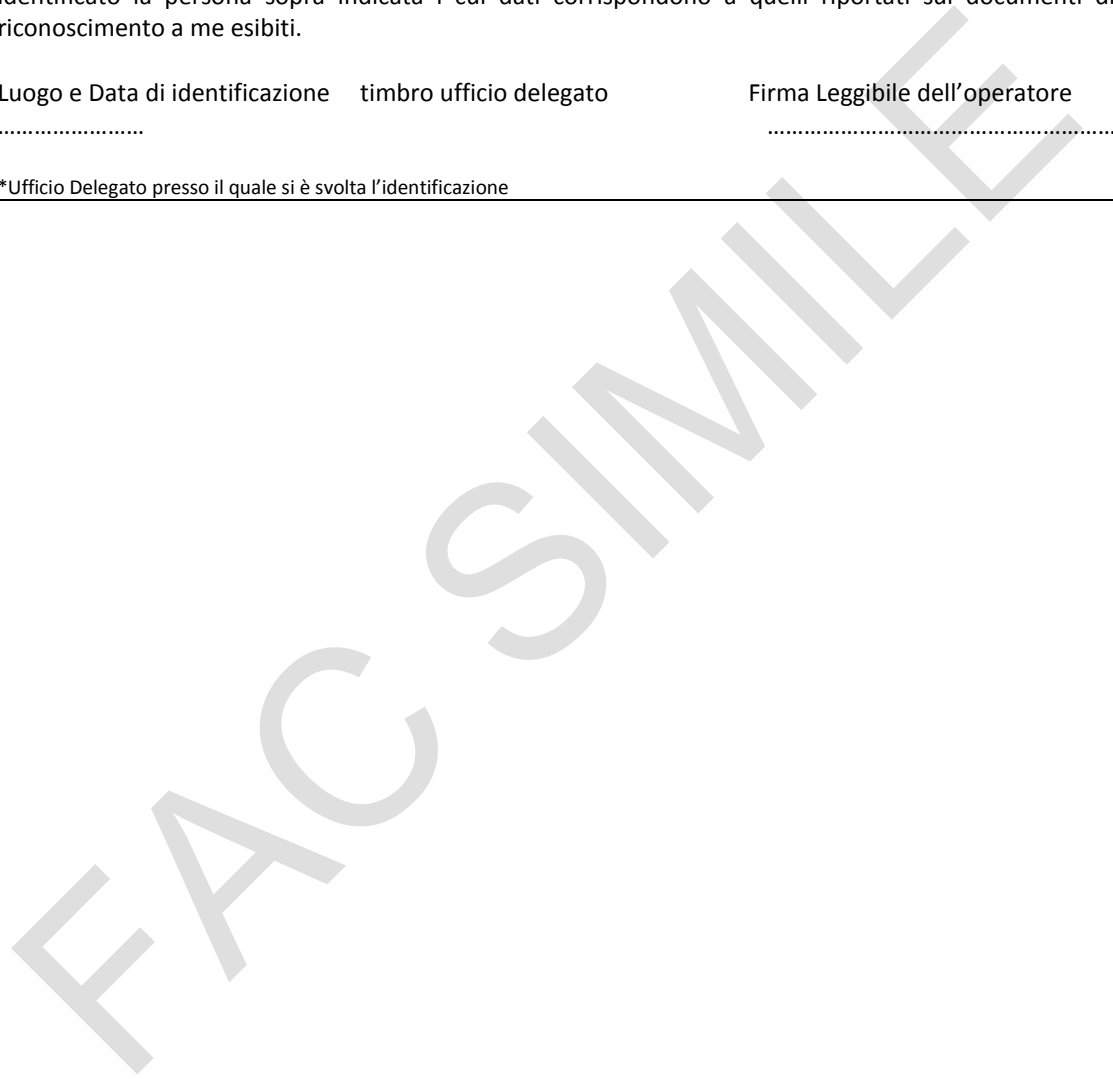 identificato la persona sopra indicata i cui dati corrispondono a quelli riportati sui documenti di
riconoscimento a me esibiti.
Luogo e Data di identificazione timbro ufficio delegato Firma Leggibile dell’operatore
…………………… …………………………………………………
*Ufficio Delegato presso il quale si è svolta l’identificazione
FAC SIMILE